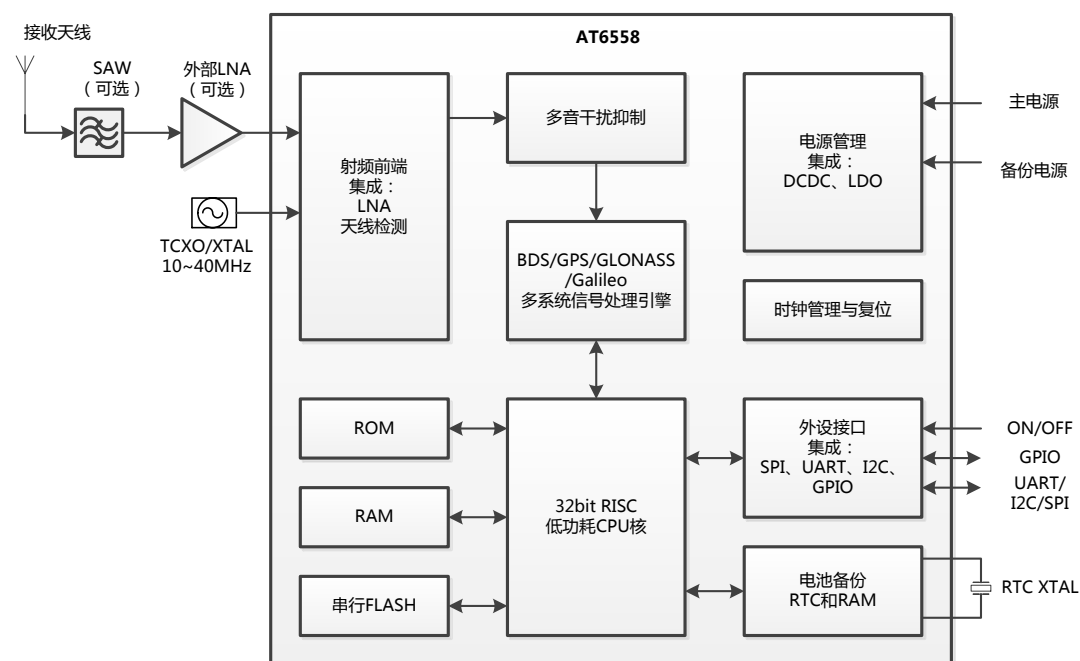 接收天线
AT6558
SAW
（可选）
外部LNA
（可选）
TCXO/XTAL
10~40MHz
射频前端
集成：
LNA
天线检测
多音干扰抑制
BDS/GPS/GLONASS
/Galileo
多系统信号处理引擎
电源管理
集成：
DCDC、LDO
主电源
备份电源
时钟管理与复位
ROM
RAM
串行FLASH
32bit RISC
低功耗CPU核
外设接口
集成：
SPI、UART、I2C、
GPIO
ON/OFF
GPIO
UART/
I2C/SPI
电池备份
RTC和RAM
RTC XTAL